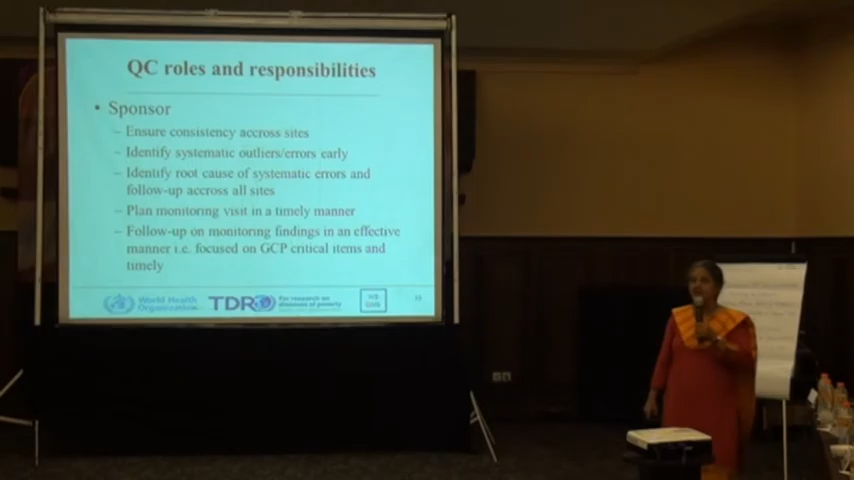 QC roles and responsibilities
• Sponsor
– Ensure consistency accross sites
– Identify systematic outliers/errors early
– Identify root cause of systematic errors and
follow-up accross all sites
– Plan monitoring visit in a timely manner
– Follow-up on monitoring findings in an effective
manner i.e. focused on GCP critical items and
timely
World Health
Organization
TDR
For research on
diseases of poverty